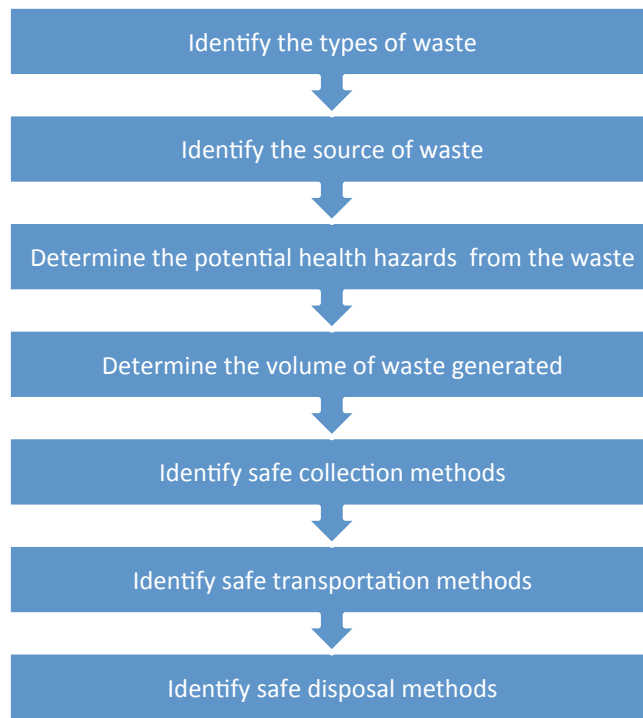 Identify the types of waste
Identify the source of waste
Determine the potential health hazards  from the waste
Determine the volume of waste generated
Identify safe collection methods
Identify safe transportation methods
Identify safe disposal methods